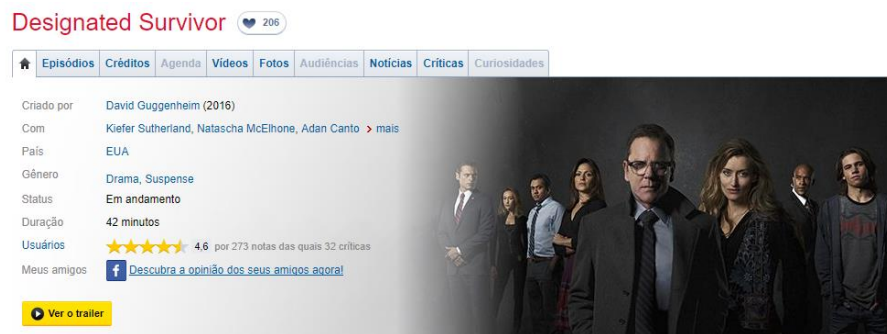 Designated Survivor 206
Episódios Créditos Agenda Vídeos Fotos Audiências Notícias Críticas Curiosidades
Criado por David Guggenheim (2016)
Com Kiefer Sutherland, Natascha McElhone, Adan Canto > mais
País EUA
Gênero Drama, Suspense
Status Em andamento
Duração 42 minutos
Usuários 4,6 por 273 notas das quais 32 críticas
Meus amigos f Descubra a opinião dos seus amigos agora!
Ver o trailer